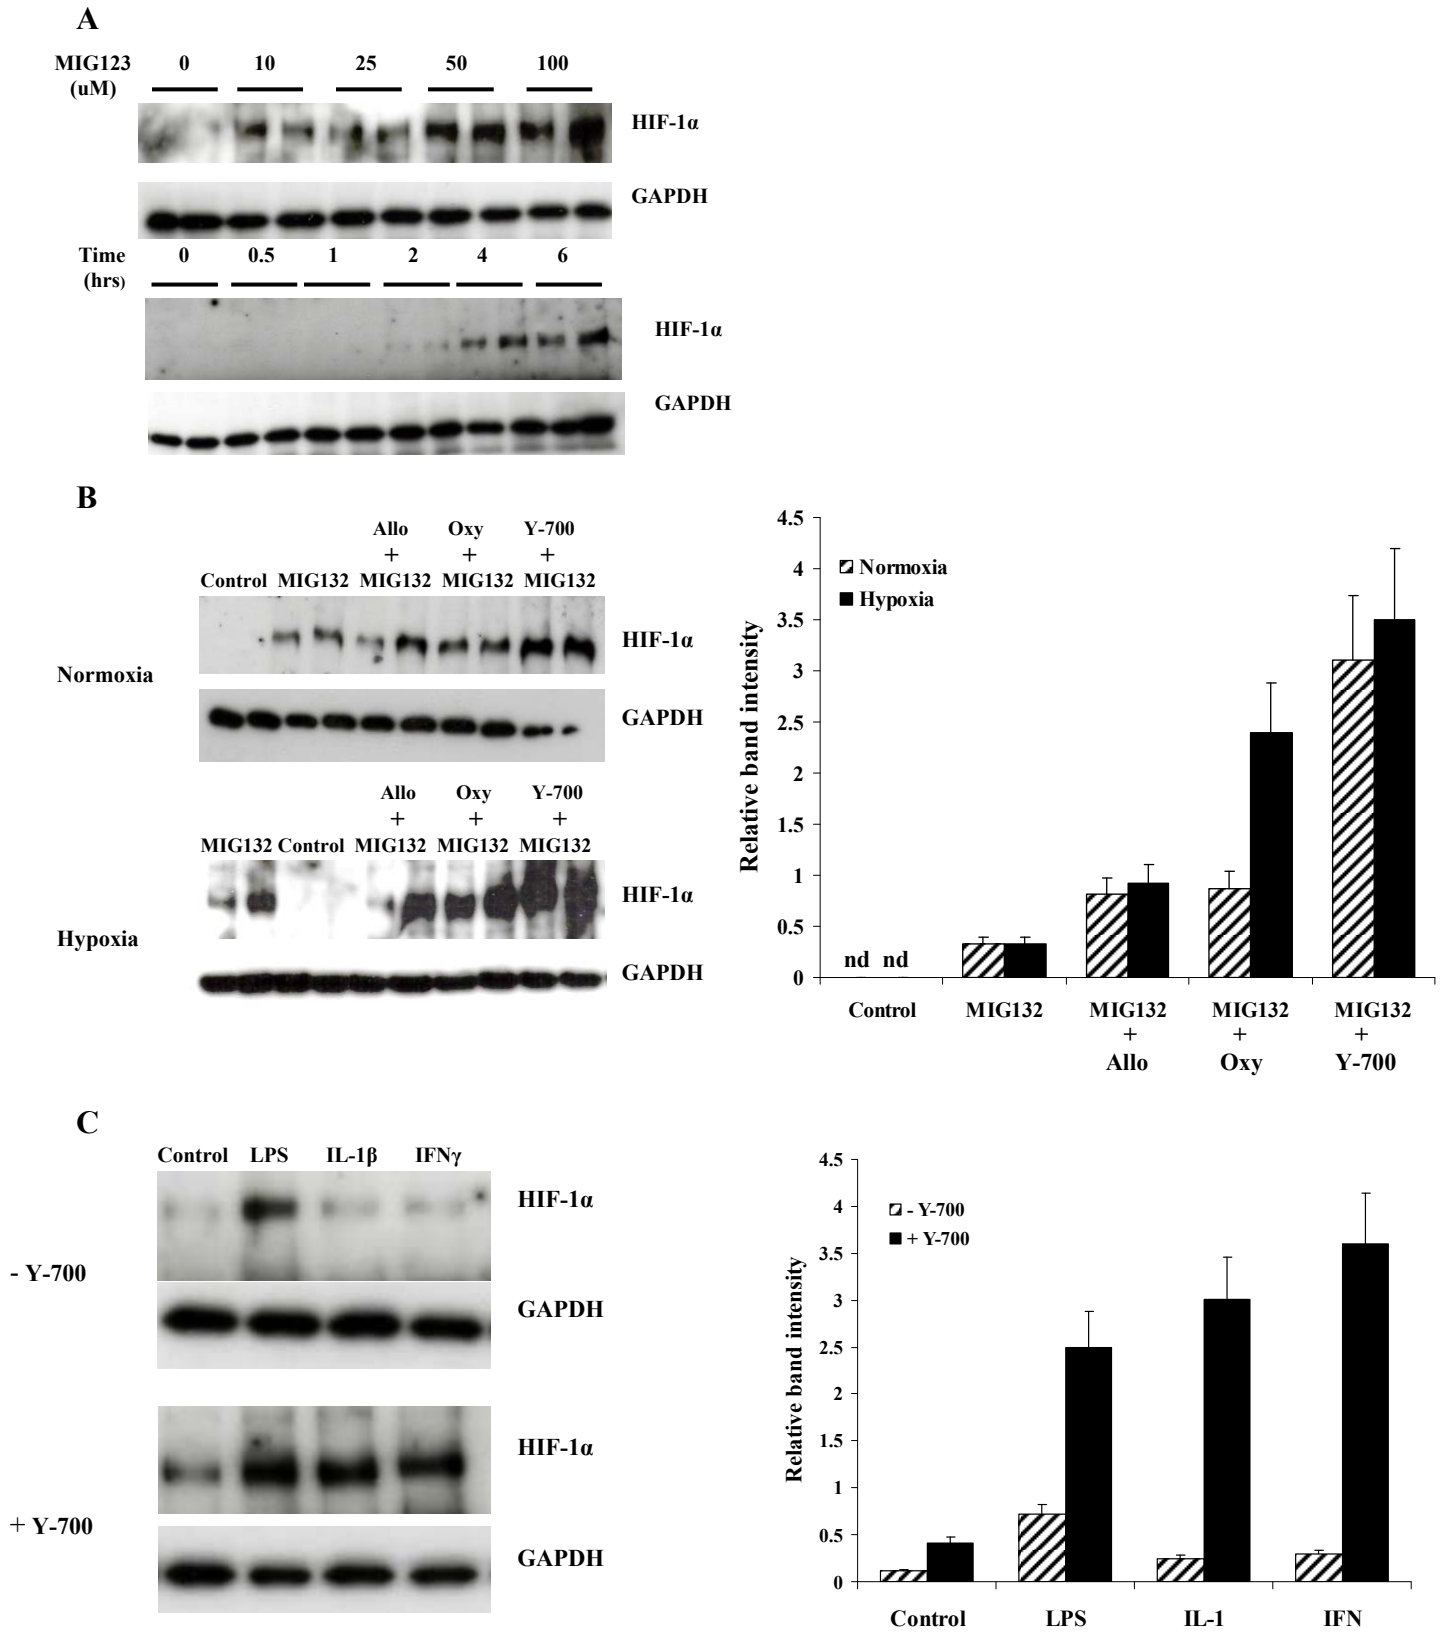 A
MIG123 0 10 25 50 100
(uM)
HIF-1α
GAPDH
Time 0 0.5 1 2 4 6
(hrs)
HIF-1α
GAPDH
B
Allo Oxy Y-700
+ + +
Control MIG132 MIG132 MIG132 MIG132
HIF-1α
Normoxia
GAPDH
Allo Oxy Y-700
+ + +
MIG132 Control MIG132 MIG132 MIG132
HIF-1α
Hypoxia
GAPDH
4.5
4
3.5
3
2.5
2
1.5
1
0.5
0
Relative band intensity
Normoxia
Hypoxia
nd nd
Control MIG132 MIG132 MIG132 MIG132
+ + +
Allo Oxy Y-700
C
Control LPS IL-1β IFNγ
HIF-1α
- Y-700
GAPDH
HIF-1α
+ Y-700
GAPDH
4.5
4
3.5
3
2.5
2
1.5
1
0.5
0
Relative band intensity
- Y-700
+ Y-700
Control LPS IL-1 IFN